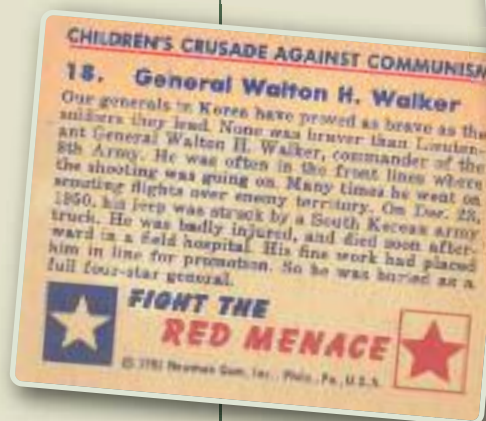 CHILDREN'S CRUSADE AGAINST COMMUNISM
18. General Walton H. Walker
Our generals in Korea have proved as brave as the
soldiers they lead. None was braver than Lieuten-
ant General Walton H. Walker, commander of the
8th Army. He was often in the front lines where
the shooting was going on. Many times he went on
scouting flights over enemy territory. On Dec. 23,
1950, his jeep was struck by a South Korean army
truck. He was badly injured, and died soon after-
ward in a field hospital. His fine work had placed
him in line for promotion. So he was buried as a
full four-star general.
FIGHT THE
RED MENACE
© 1951 Bowman Gum, Inc., Phila., Pa., U.S.A.